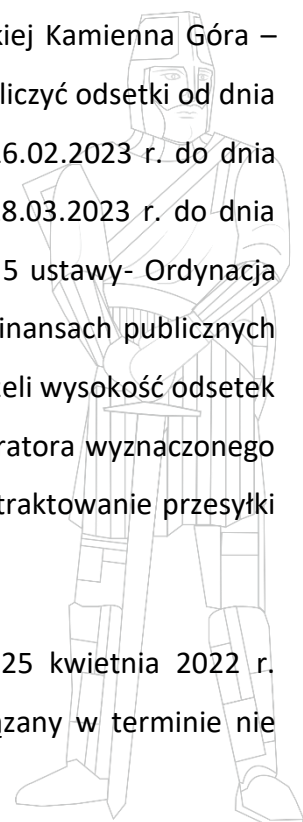 kiej Kamienna Góra –
liczyć odsetki od dnia
6.02.2023 r. do dnia
8.03.2023 r. do dnia
5 ustawy- Ordynacja
inansach publicznych
eli wysokość odsetek
ratora wyznaczonego
traktowanie przesyłki
25 kwietnia 2022 r.
ązany w terminie nie